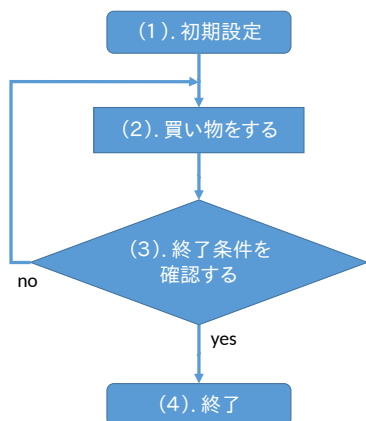 (1). 初期設定
(2). 買い物をする
(3). 終了条件を
確認する
no
yes
(4). 終了